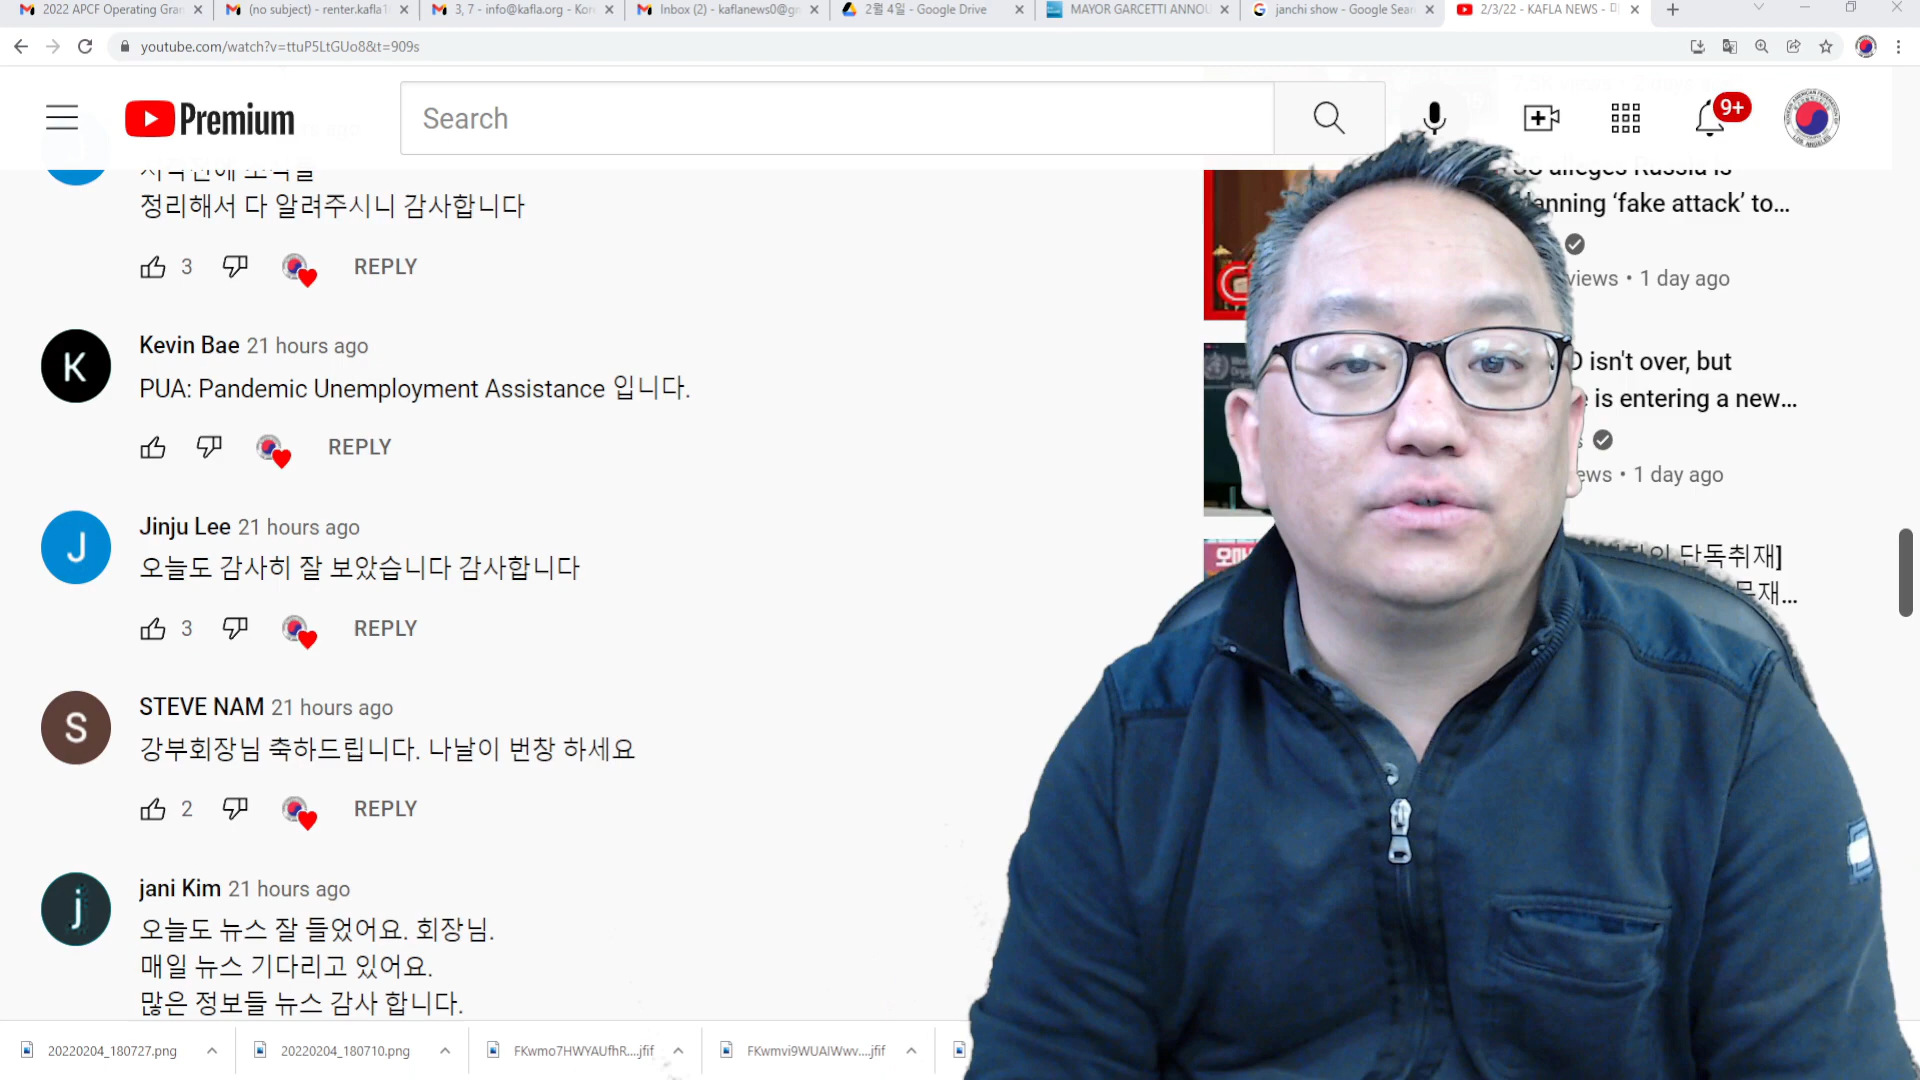 2022 APCF Operating Gran
(no subject) - renter.kafla1
3, 7 - info@kafla.org - Kor
Inbox (2) - kaflanews0@gm
2월 4일 - Google Drive
MAYOR GARCETTI ANNOU
janchi show - Google Sear
2/3/22 - KAFLA NEWS -
youtube.com/watch?v=ttuP5LtGUo8&t=909s
Premium
Search
9+
정리해서 다 알려주시니 감사합니다
3
REPLY
Kevin Bae 21 hours ago
PUA: Pandemic Unemployment Assistance 입니다.
REPLY
Jinju Lee 21 hours ago
오늘도 감사히 잘 보았습니다 감사합니다
3
REPLY
STEVE NAM 21 hours ago
강부회장님 축하드립니다. 나날이 번창 하세요
2
REPLY
jani Kim 21 hours ago
오늘도 뉴스 잘 들었어요. 회장님.
매일 뉴스 기다리고 있어요.
많은 정보들 뉴스 감사 합니다.
alleges Russia is
‘fake attack’ to...
views • 1 day ago
isn't over, but
is entering a new...
1 day ago
단독취재]
K
J
S
j
20220204_180727.png
20220204_180710.png
FKwmo7HWYAUfhR....jfif
FKwmvi9WUAIWwv....jfif